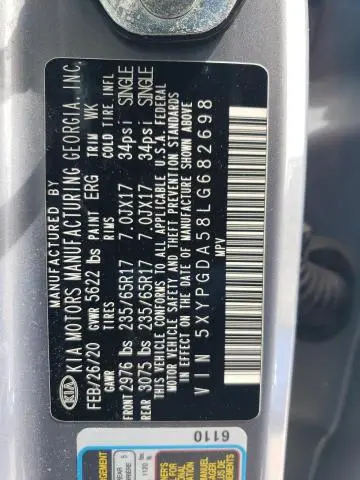 KIA
MANUFACTURED BY
KIA MOTORS MANUFACTURING GEORGIA, INC.
FEB/26/20 PAINT ERG TRIM WK
GVWR 5622 lbs
GAWR TIRES RIMS COLD TIRE INFL
FRONT 2976 lbs 235/65R17 7.0JX17 34psi SINGLE
REAR 3075 lbs 235/65R17 7.0JX17 34psi SINGLE
THIS VEHICLE CONFORMS TO ALL APPLICABLE U.S.A. FEDERAL
MOTOR VEHICLE SAFETY AND THEFT PREVENTION STANDARDS
IN EFFECT ON THE DATE OF MANUFACTURE SHOWN ABOVE
VIN 5XYPGDA58LG682698
MPV
6110